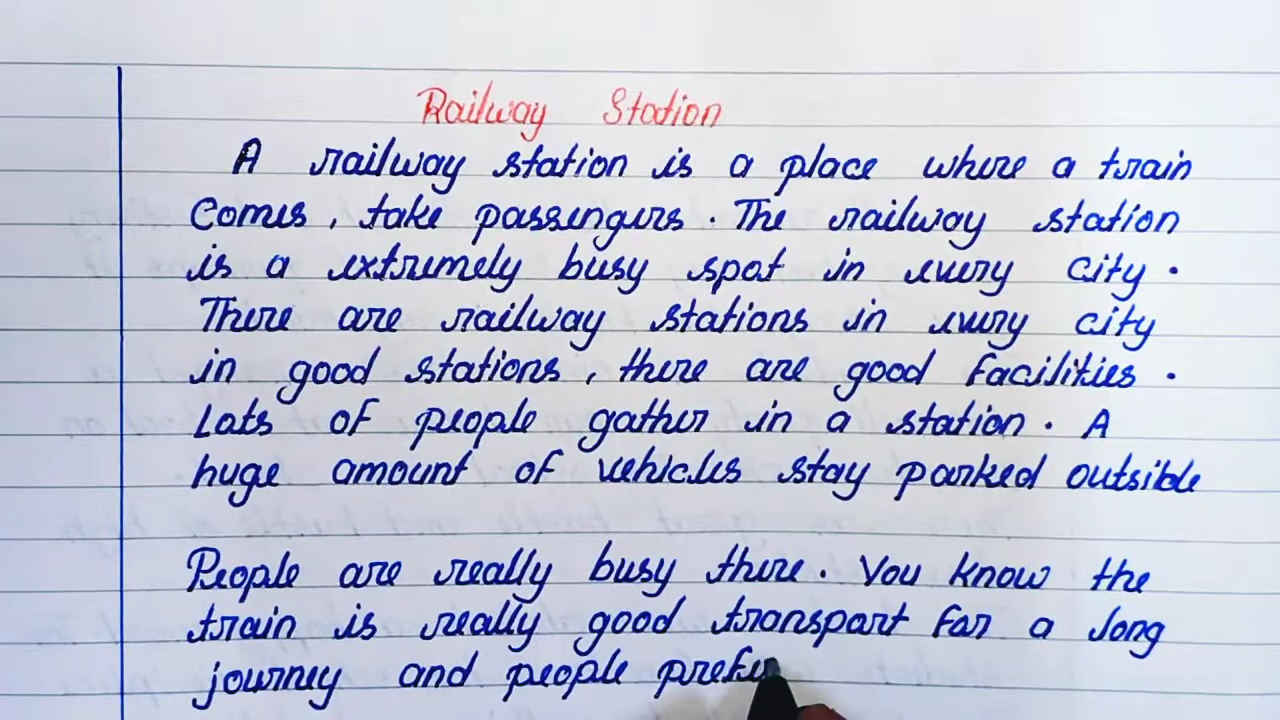 Railway Station
A railway station is a place where a train
Comes, take passengers. The railway station
is a extremely busy spot in every city.
There are railway stations in every city
in good stations, there are good facilities.
Lots of people gather in a station. A
huge amount of vehicles stay parked outsible
People are really busy there. You know the
train is really good transport for a long
journey and people prefe